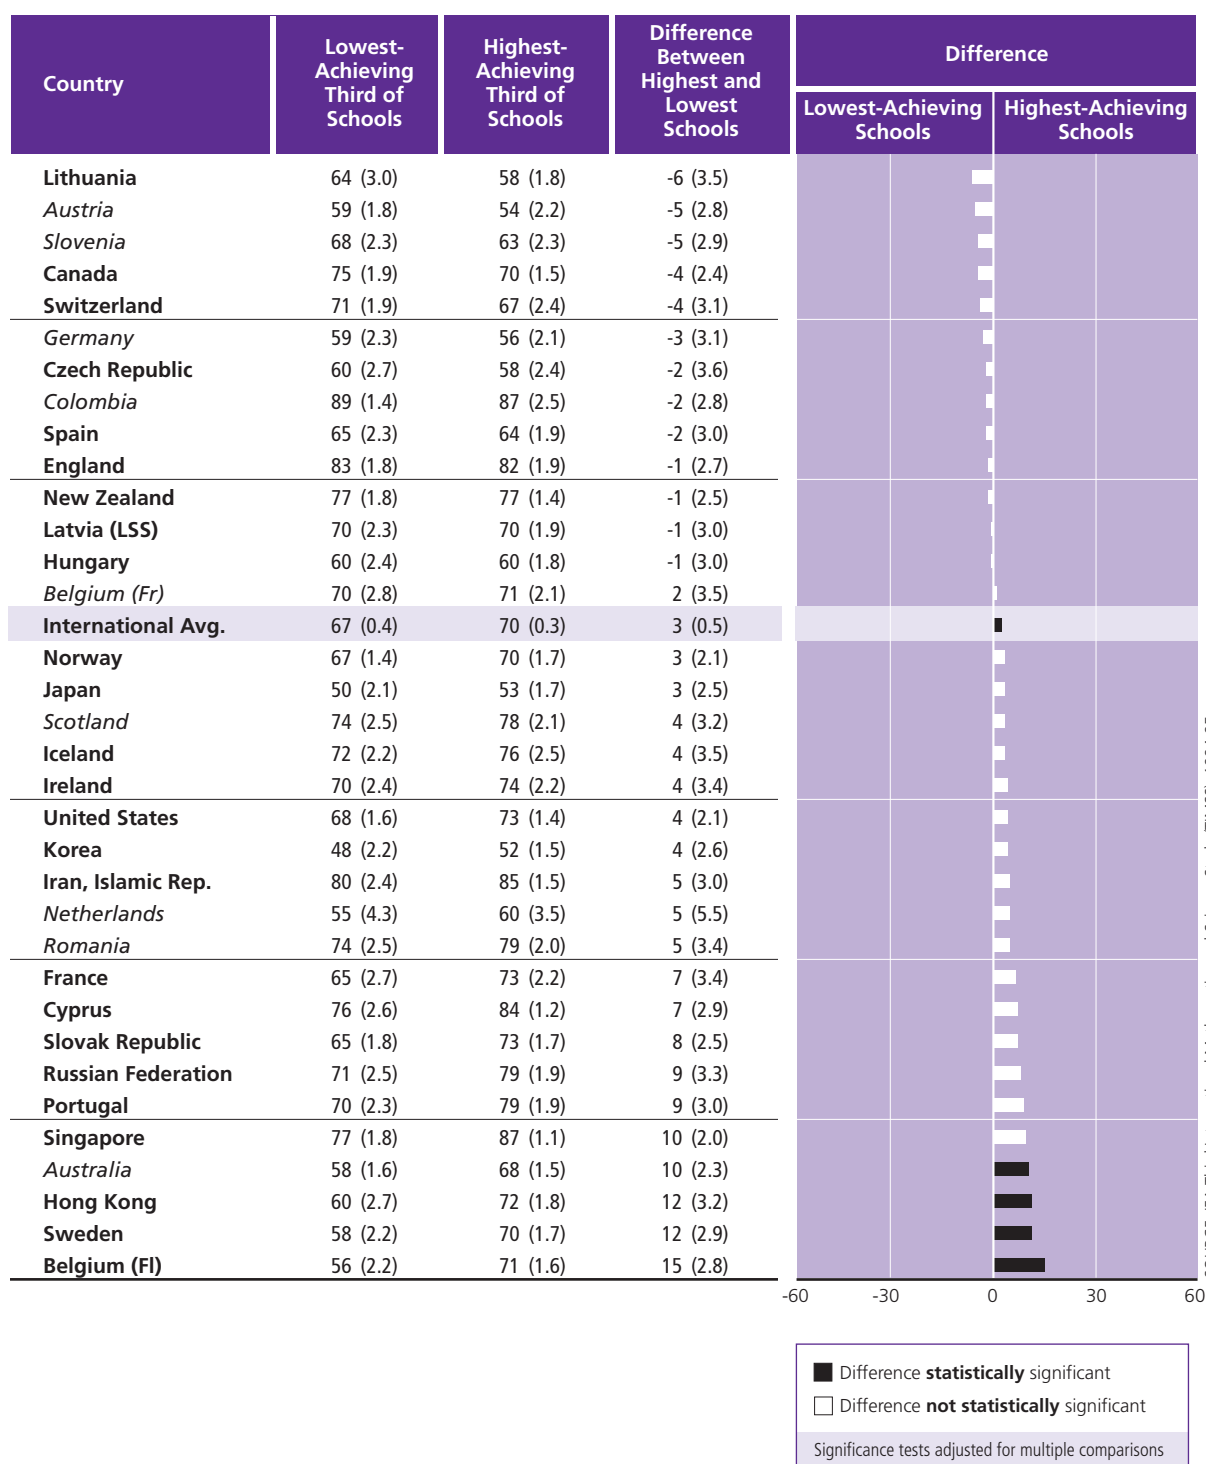 Country
Lowest-
Achieving
Third of
Schools
Highest-
Achieving
Third of
Schools
Difference
Between
Highest and
Lowest
Schools
Difference
Lowest-Achieving
Schools
Highest-Achieving
Schools
Lithuania 64 (3.0) 58 (1.8) -6 (3.5)
Austria 59 (1.8) 54 (2.2) -5 (2.8)
Slovenia 68 (2.3) 63 (2.3) -5 (2.9)
Canada 75 (1.9) 70 (1.5) -4 (2.4)
Switzerland 71 (1.9) 67 (2.4) -4 (3.1)
Germany 59 (2.3) 56 (2.1) -3 (3.1)
Czech Republic 60 (2.7) 58 (2.4) -2 (3.6)
Colombia 89 (1.4) 87 (2.5) -2 (2.8)
Spain 65 (2.3) 64 (1.9) -2 (3.0)
England 83 (1.8) 82 (1.9) -1 (2.7)
New Zealand 77 (1.8) 77 (1.4) -1 (2.5)
Latvia (LSS) 70 (2.3) 70 (1.9) -1 (3.0)
Hungary 60 (2.4) 60 (1.8) -1 (3.0)
Belgium (Fr) 70 (2.8) 71 (2.1) 2 (3.5)
International Avg. 67 (0.4) 70 (0.3) 3 (0.5)
Norway 67 (1.4) 70 (1.7) 3 (2.1)
Japan 50 (2.1) 53 (1.7) 3 (2.5)
Scotland 74 (2.5) 78 (2.1) 4 (3.2)
Iceland 72 (2.2) 76 (2.5) 4 (3.5)
Ireland 70 (2.4) 74 (2.2) 4 (3.4)
United States 68 (1.6) 73 (1.4) 4 (2.1)
Korea 48 (2.2) 52 (1.5) 4 (2.6)
Iran, Islamic Rep. 80 (2.4) 85 (1.5) 5 (3.0)
Netherlands 55 (4.3) 60 (3.5) 5 (5.5)
Romania 74 (2.5) 79 (2.0) 5 (3.4)
France 65 (2.7) 73 (2.2) 7 (3.4)
Cyprus 76 (2.6) 84 (1.2) 7 (2.9)
Slovak Republic 65 (1.8) 73 (1.7) 8 (2.5)
Russian Federation 71 (2.5) 79 (1.9) 9 (3.3)
Portugal 70 (2.3) 79 (1.9) 9 (3.0)
Singapore 77 (1.8) 87 (1.1) 10 (2.0)
Australia 58 (1.6) 68 (1.5) 10 (2.3)
Hong Kong 60 (2.7) 72 (1.8) 12 (3.2)
Sweden 58 (2.2) 70 (1.7) 12 (2.9)
Belgium (Fl) 56 (2.2) 71 (1.6) 15 (2.8)
-60 -30 0 30 60
Difference statistically significant
Difference not statistically significant
Significance tests adjusted for multiple comparisons